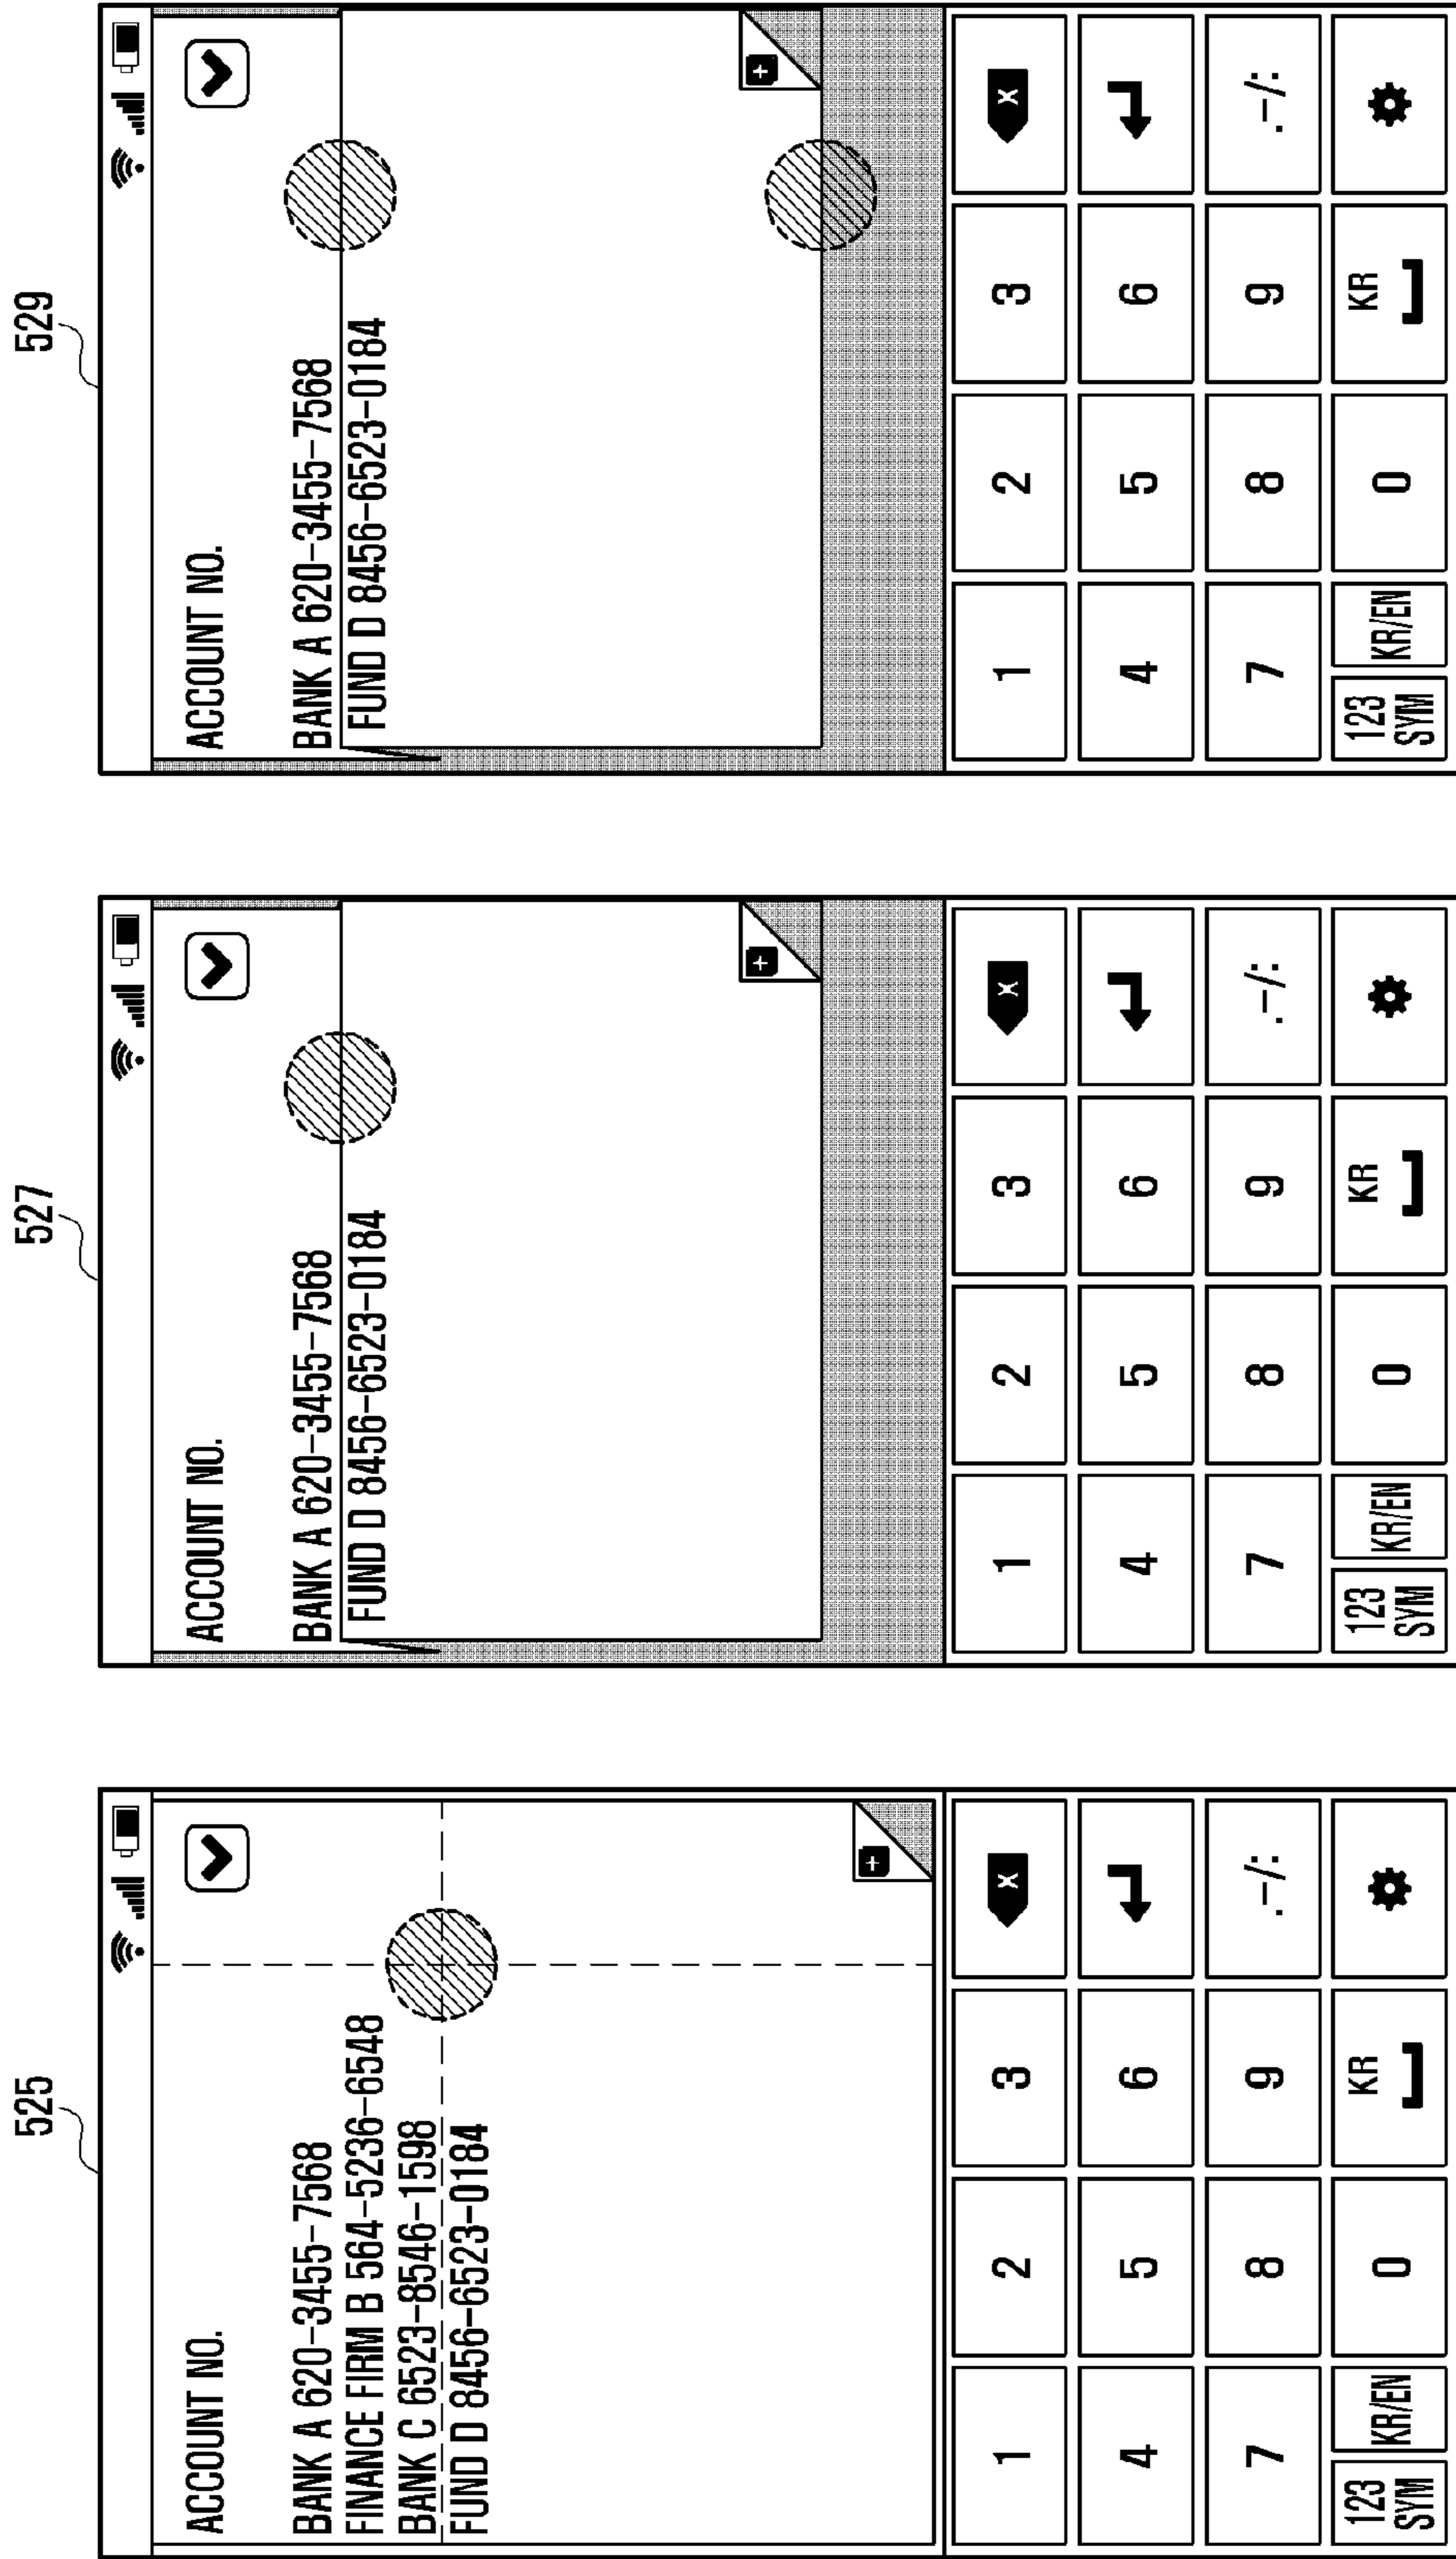 525
ACCOUNT NO.
BANK A 620-3455-7568
FINANCE FIRM B 564-5236-6548
BANK C 6523-8546-1598
FUND D 8456-6523-0184
+
1 2 3 X
4 5 6
7 8 9 .-/:
123 SYM KR/EN 0 KR
527
ACCOUNT NO.
BANK A 620-3455-7568
FUND D 8456-6523-0184
+
1 2 3 X
4 5 6
7 8 9 .-/:
123 SYM KR/EN 0 KR
529
ACCOUNT NO.
BANK A 620-3455-7568
FUND D 8456-6523-0184
+
1 2 3 X
4 5 6
7 8 9 .-/:
123 SYM KR/EN 0 KR